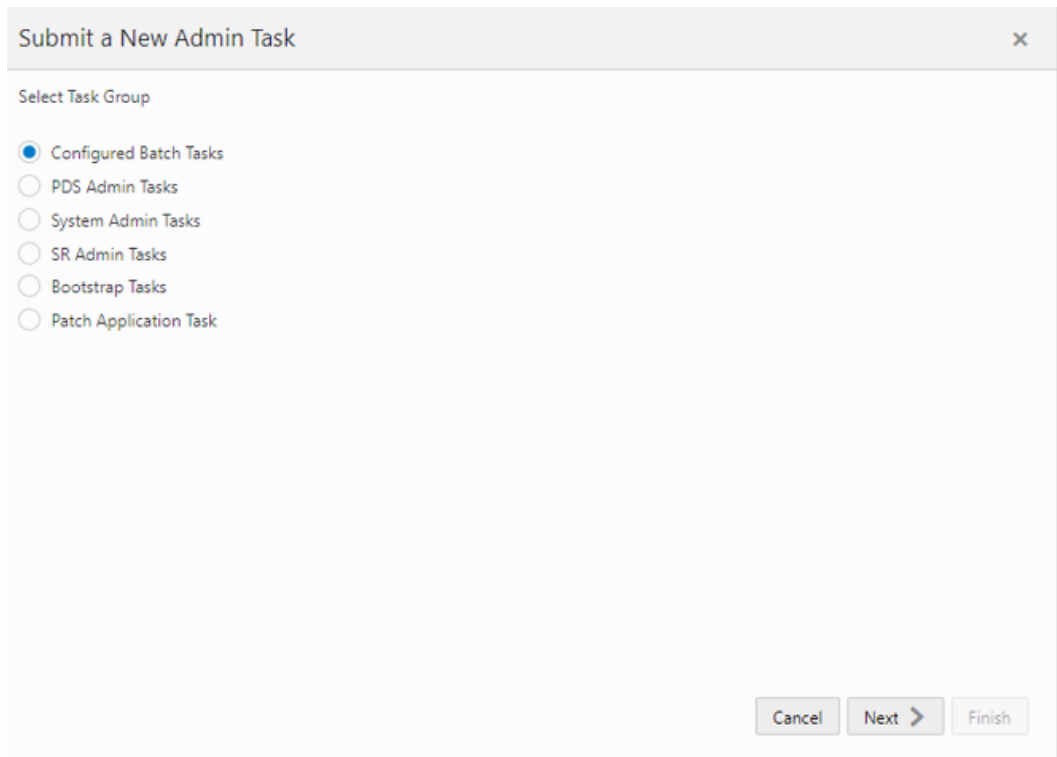 Submit a New Admin Task
Select Task Group
Configured Batch Tasks
PDS Admin Tasks
System Admin Tasks
SR Admin Tasks
Bootstrap Tasks
Patch Application Task
Cancel Next Finish